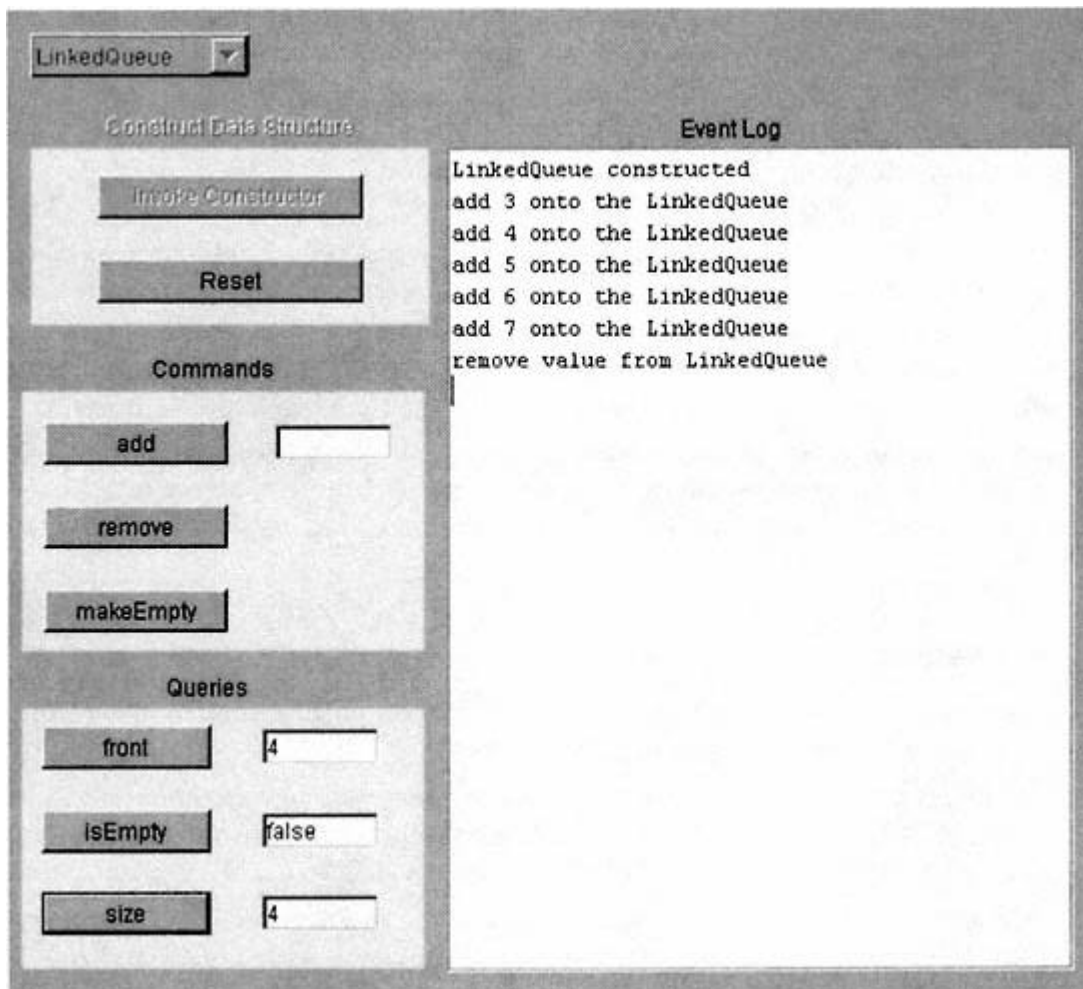 LinkedQueue
Construct Data Structure
Invoke Constructor
Reset
Commands
add
remove
makeEmpty
Queries
front
4
isEmpty
false
size
4
Event Log
LinkedQueue constructed
add 3 onto the LinkedQueue
add 4 onto the LinkedQueue
add 5 onto the LinkedQueue
add 6 onto the LinkedQueue
add 7 onto the LinkedQueue
remove value from LinkedQueue